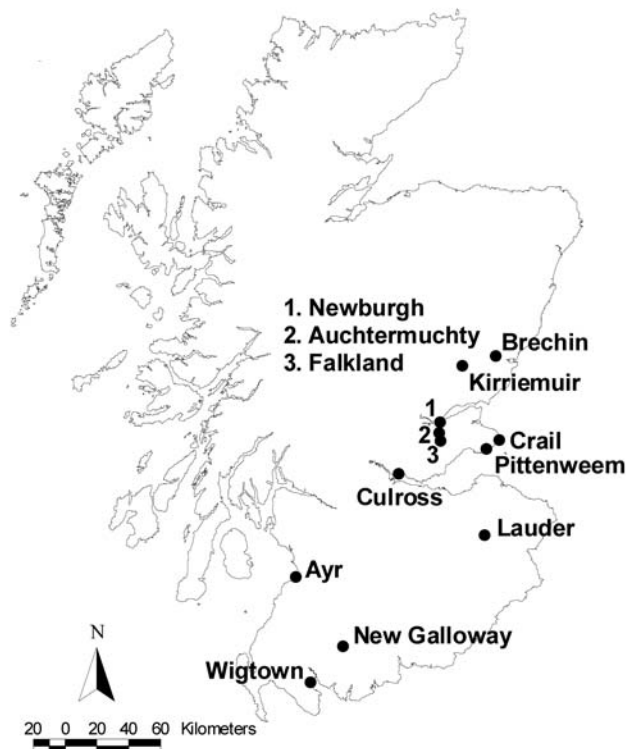 1. Newburgh
2. Auchtermuchty
3. Falkland
Brechin
Kirriemuir
1
2
3
Crail
Pittenweem
Culross
Lauder
Ayr
New Galloway
Wigtown
N
20 0 20 40 60 Kilometers